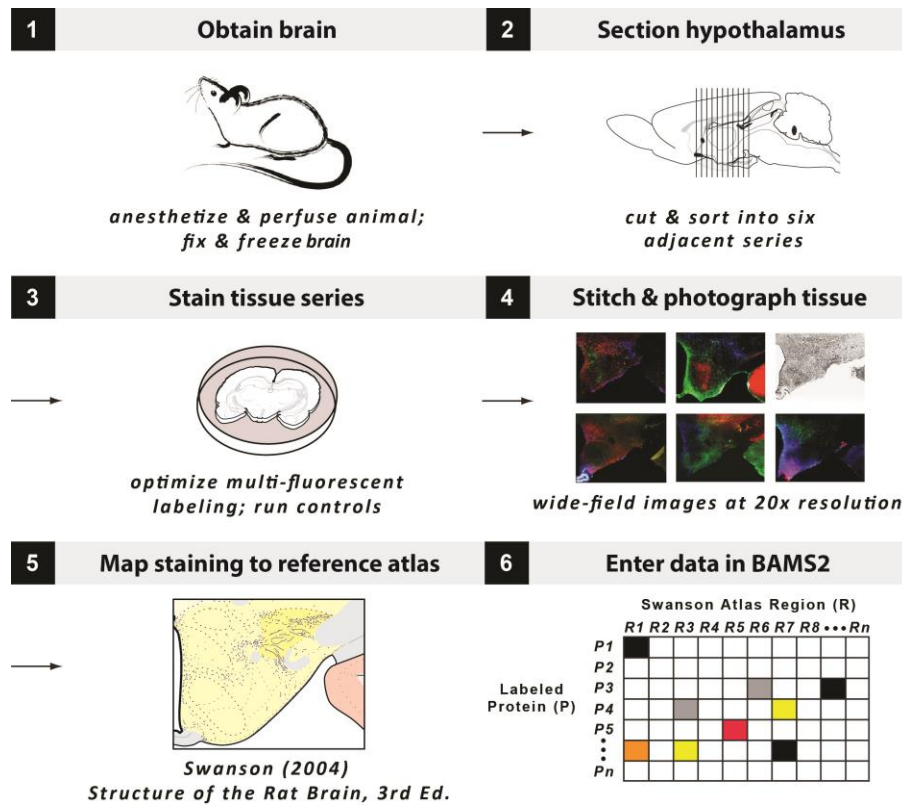 1 Obtain brain
anesthetize & perfuse animal;
fix & freeze brain
2 Section hypothalamus
cut & sort into six
adjacent series
3 Stain tissue series
optimize multi-fluorescent
labeling; run controls
4 Stitch & photograph tissue
wide-field images at 20x resolution
5 Map staining to reference atlas
Swanson (2004)
Structure of the Rat Brain, 3rd Ed.
6 Enter data in BAMS2
Swanson Atlas Region (R)
R1 R2 R3 R4 R5 R6 R7 R8 ••• Rn
P1
P2
P3
Labeled
Protein (P)
P4
P5
•
•
•
Pn